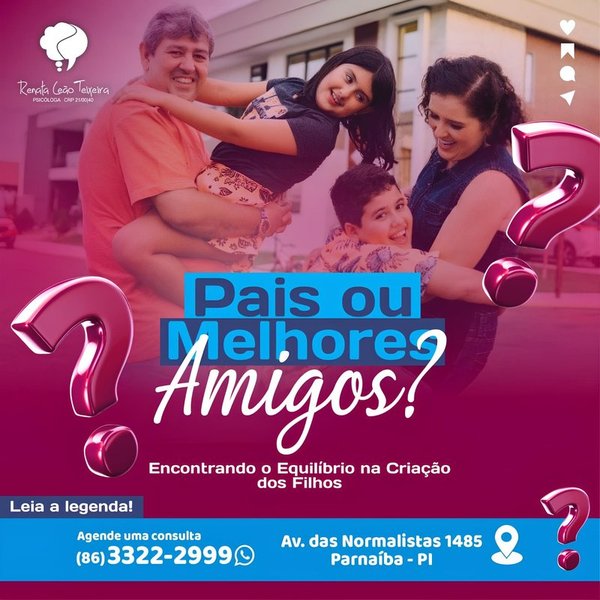 Renata Leão Teixeira
Pais ou
Melhores
Amigos?
Encontrando o Equilíbrio na Criação
dos Filhos
Leia a legenda!
Agende uma consulta
(86) 3322-2999
Av. das Normalistas 1485
Parnaíba - PI